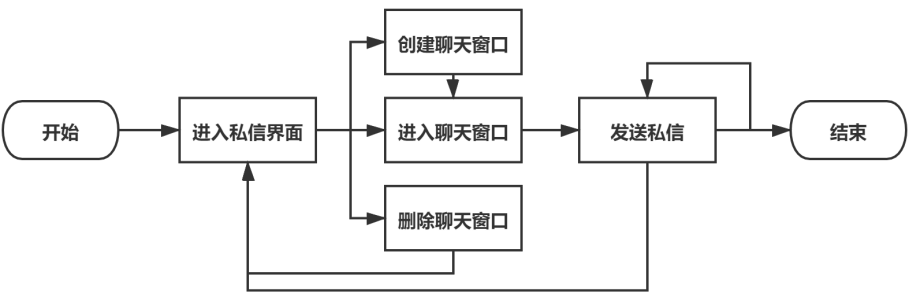 创建聊天窗口
开始
进入私信界面
进入聊天窗口
发送私信
结束
删除聊天窗口